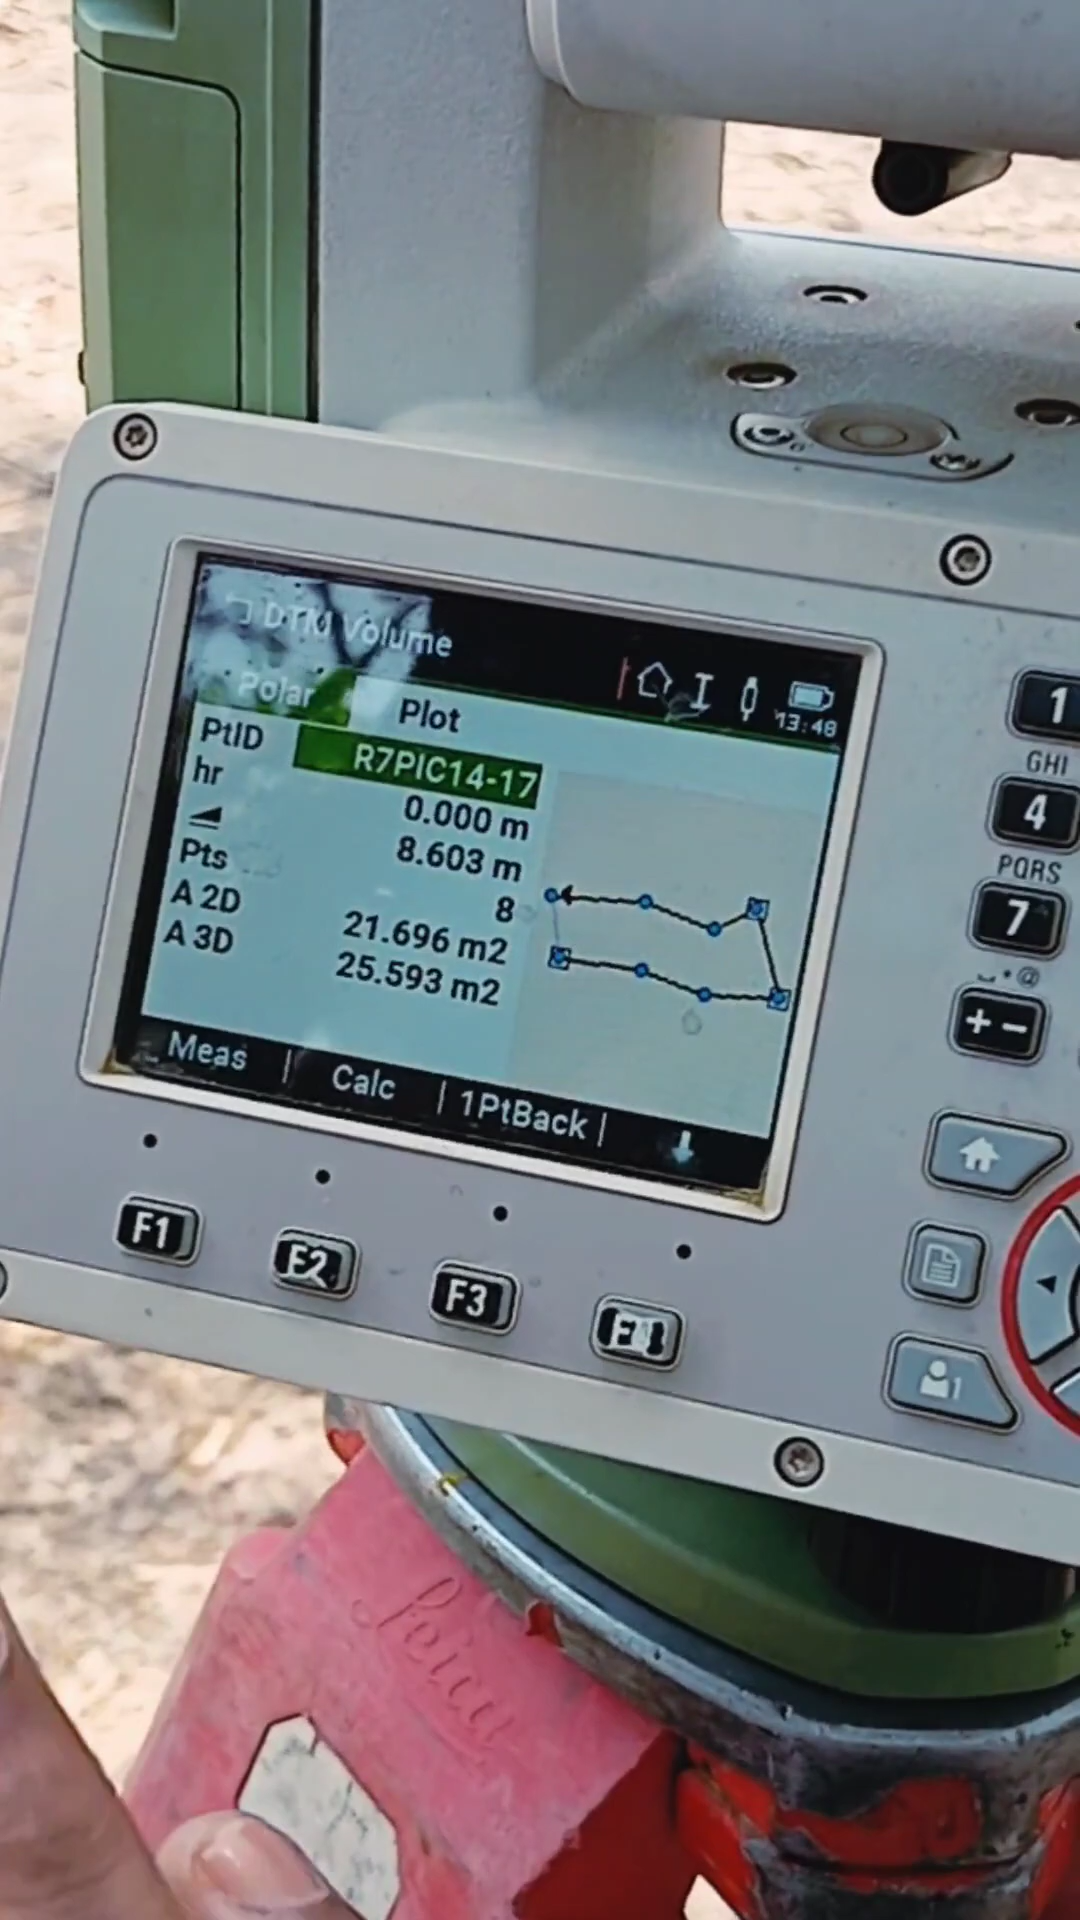 DTM Volume
13:48
Polar Plot
PtID R7PIC14-17
hr 0.000 m
8.603 m
Pts 8
A 2D 21.696 m2
A 3D 25.593 m2
Meas | Calc | 1PtBack | ↓
F1 F2 F3 F4
1
GHI
4
PQRS
7
@
+ −
1